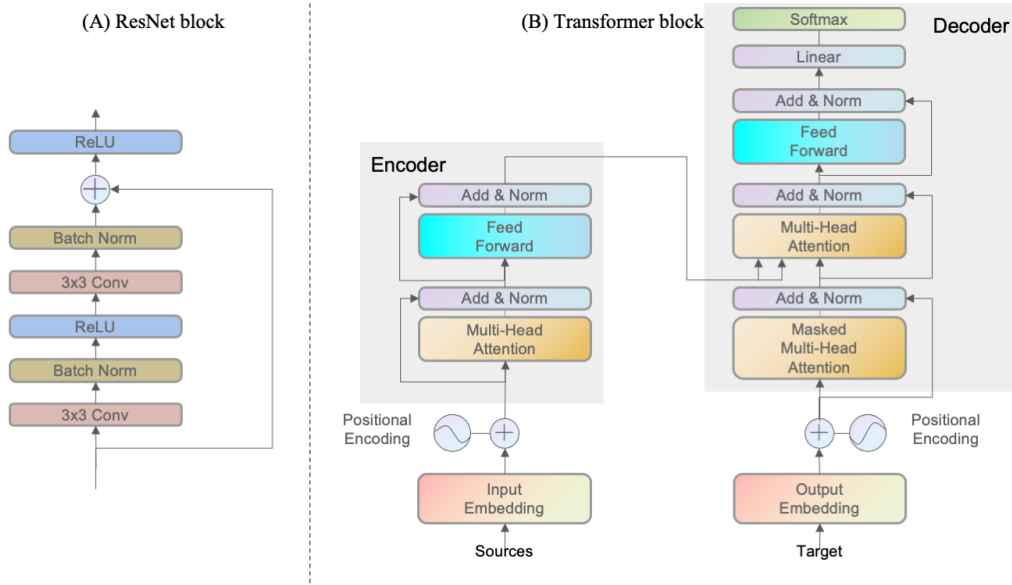 (A) ResNet block
ReLU
Batch Norm
3x3 Conv
ReLU
Batch Norm
3x3 Conv
(B) Transformer block
Encoder
Add & Norm
Feed
Forward
Add & Norm
Multi-Head
Attention
Positional
Encoding
Input
Embedding
Sources
Decoder
Softmax
Linear
Add & Norm
Feed
Forward
Add & Norm
Multi-Head
Attention
Add & Norm
Masked
Multi-Head
Attention
Positional
Encoding
Output
Embedding
Target